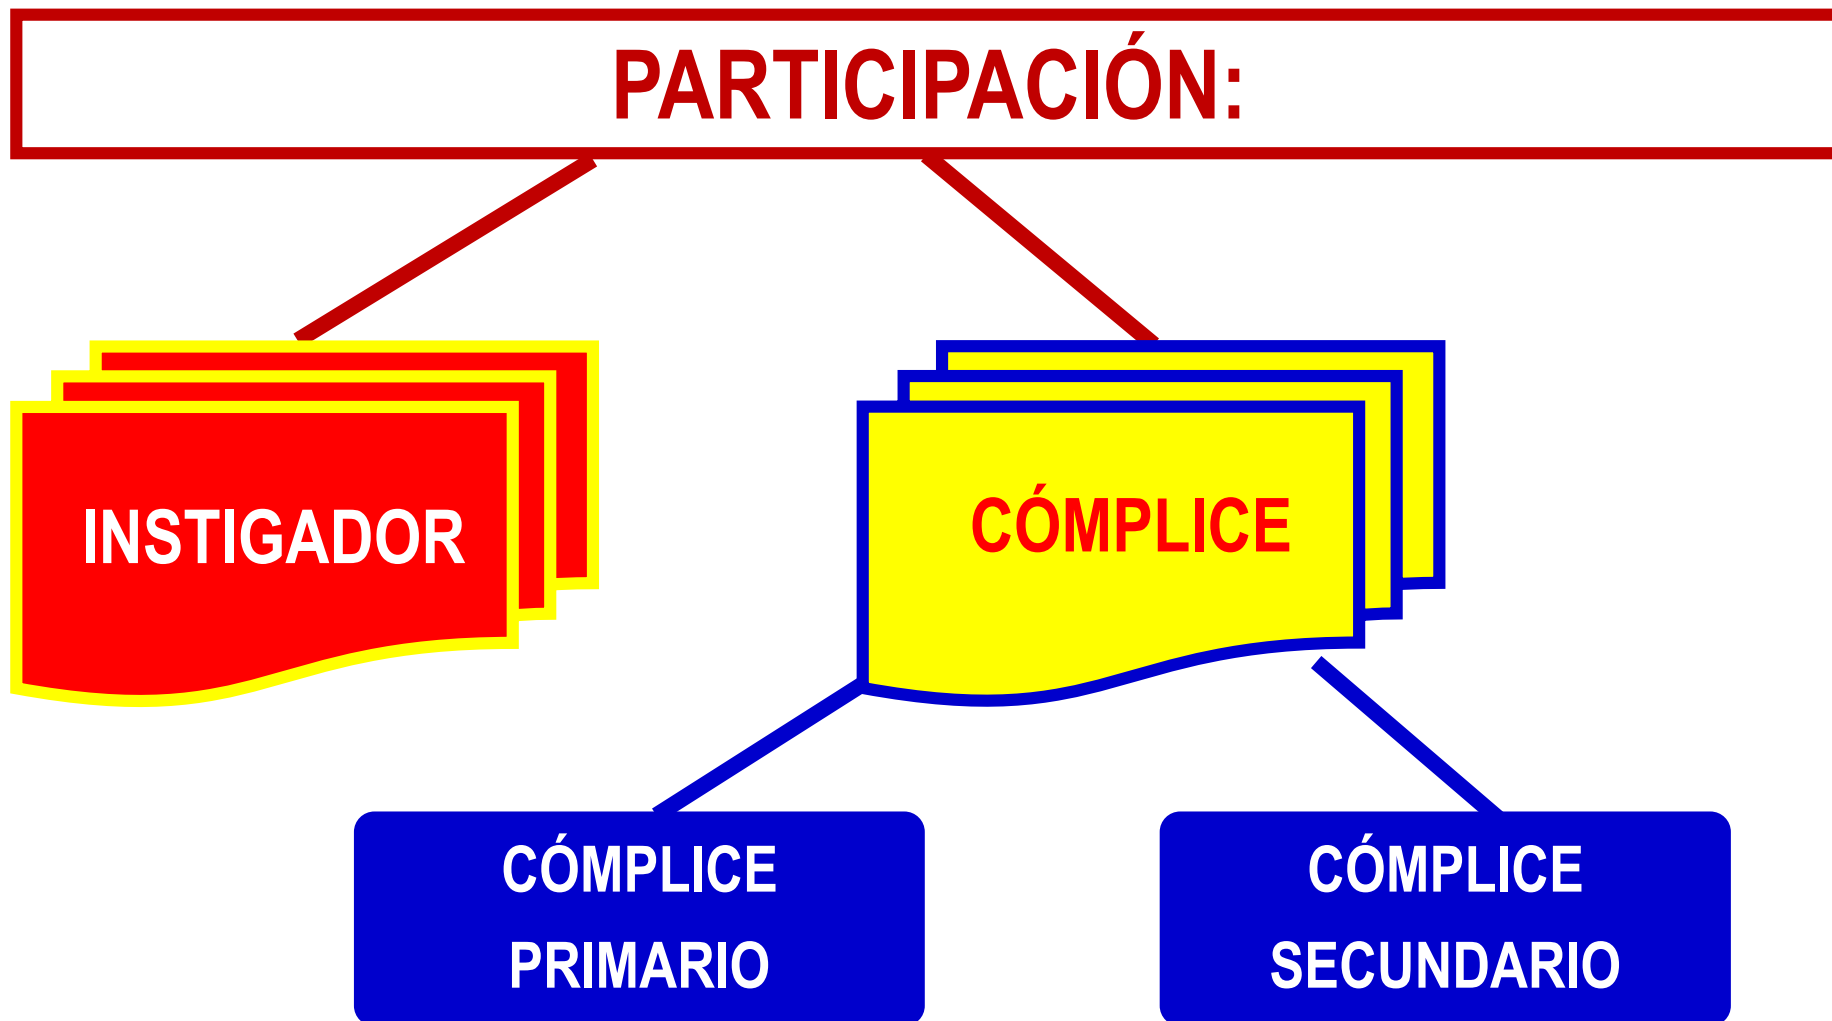 PARTICIPACIÓN:
INSTIGADOR
CÓMPLICE
CÓMPLICE
PRIMARIO
CÓMPLICE
SECUNDARIO